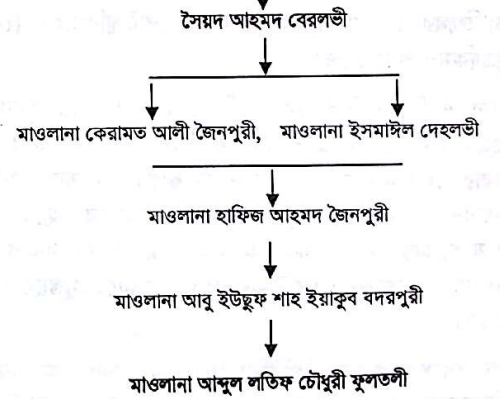 সৈয়দ আহমদ বেরলভী
মাওলানা কেরামত আলী জৈনপুরী, মাওলানা ইসমাঈল দেহলভী
মাওলানা হাফিজ আহমদ জৈনপুরী
মাওলানা আবু ইউছুফ শাহ ইয়াকুব বদরপুরী
মাওলানা আব্দুল লতিফ চৌধুরী ফুলতলী